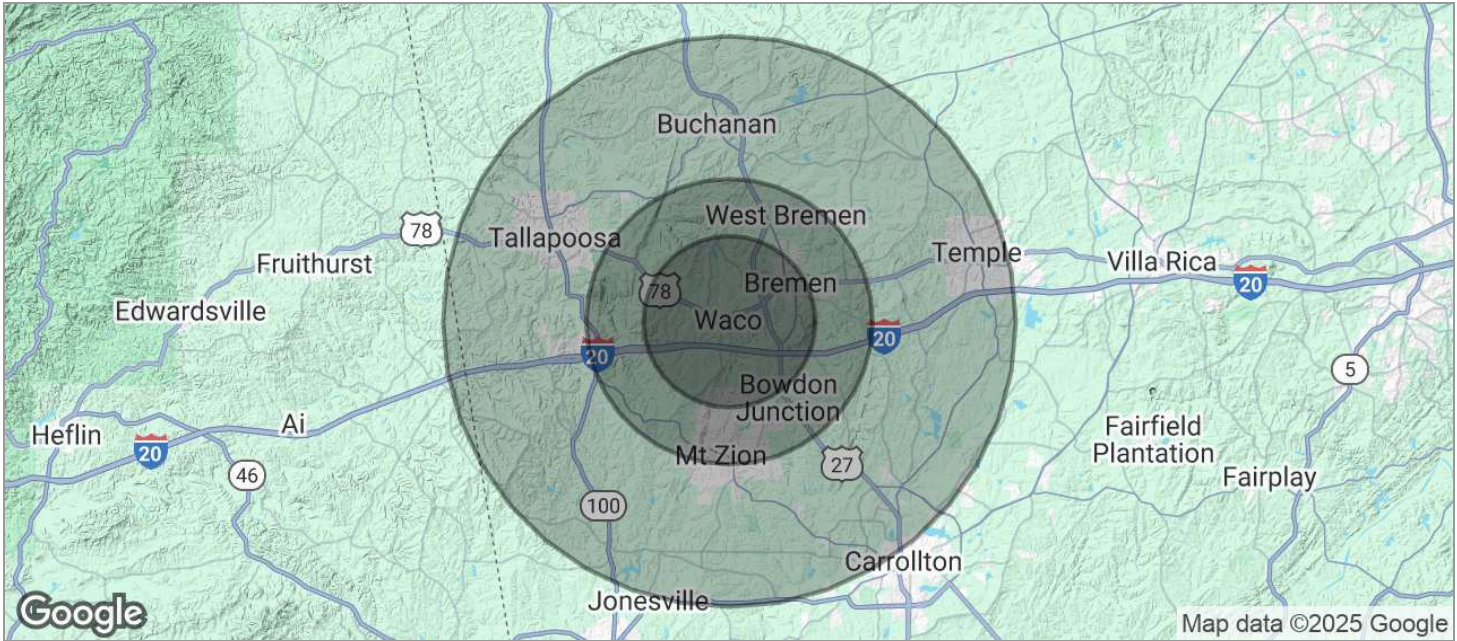 Buchanan
West Bremen
78
Tallapoosa
Temple
Fruithurst
Villa Rica
20
Bremen
78
Edwardsville
Waco
20
20
5
Bowdon
Junction
Ai
Heflin
20
Fairfield
Plantation
Mt Zion
27
46
Fairplay
100
Carrollton
Jonesville
Google
Map data ©2025 Google